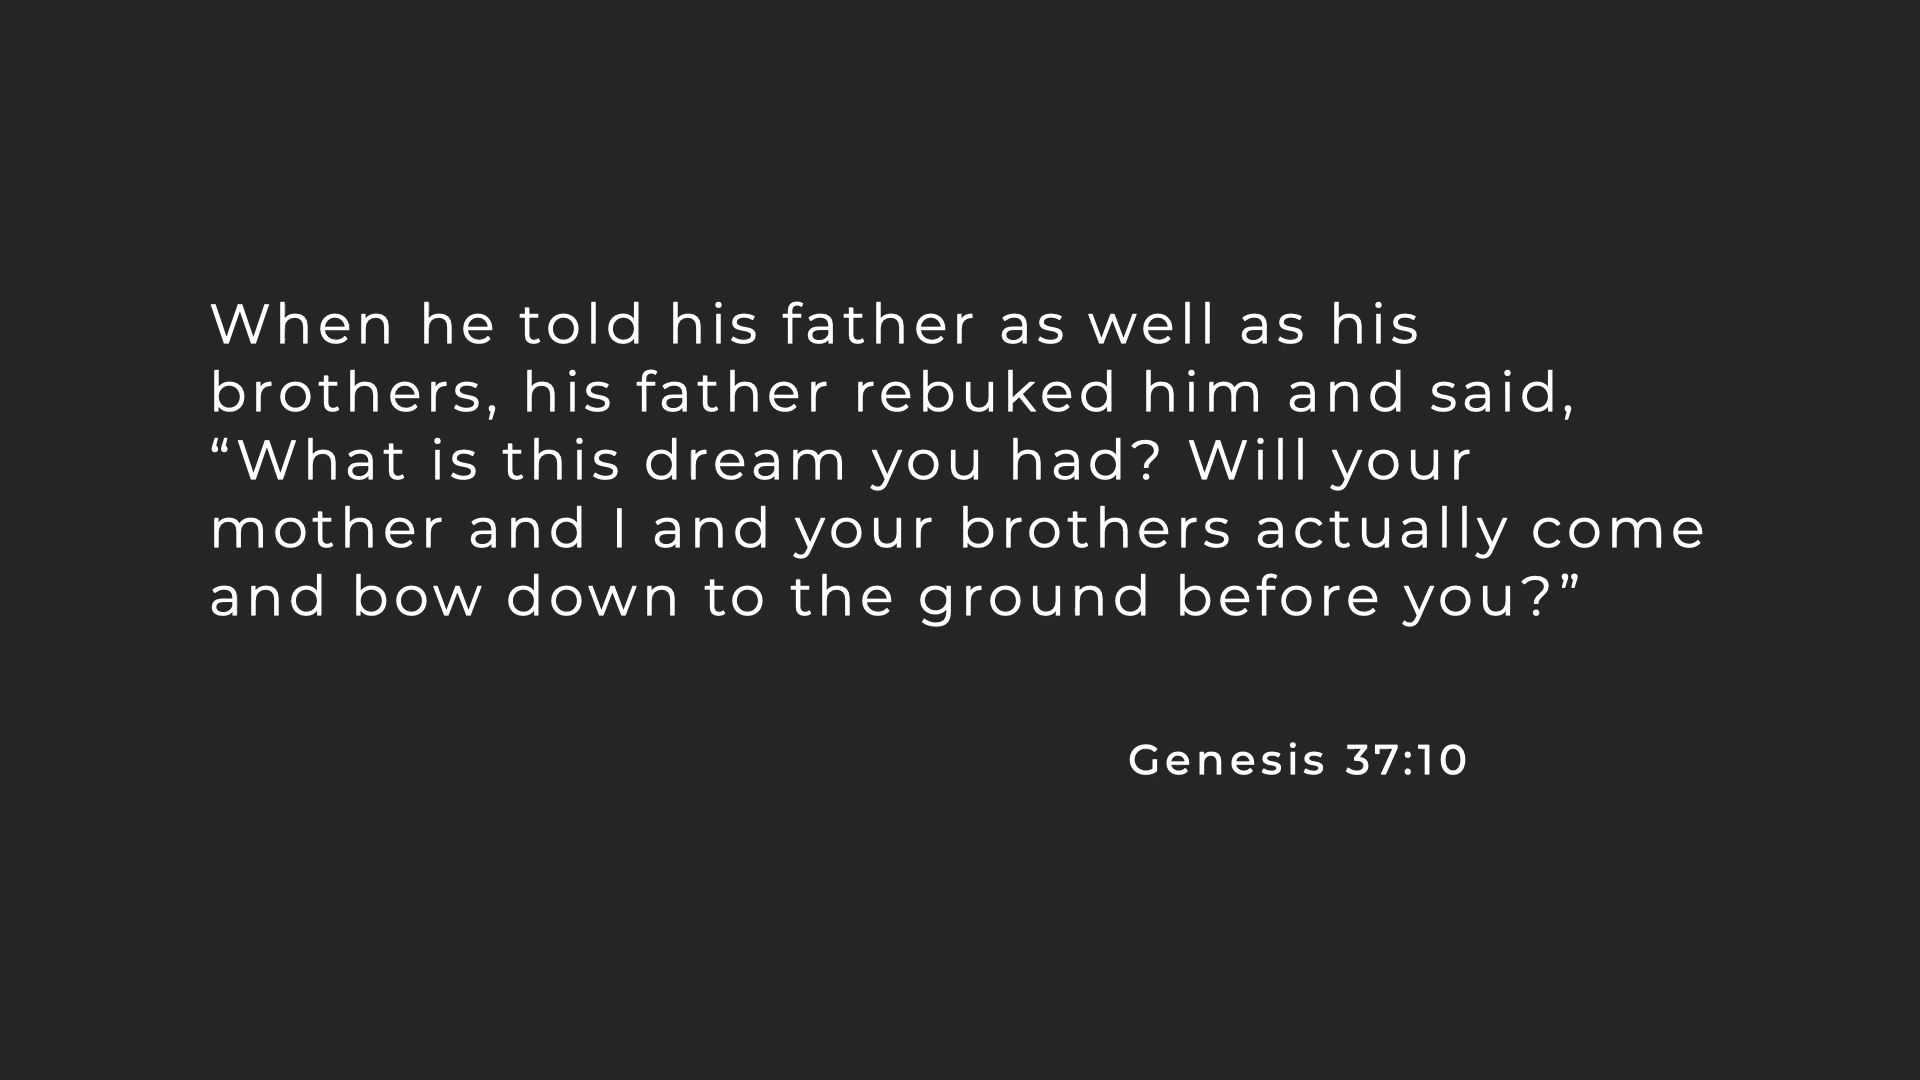 When he told his father as well as his
brothers, his father rebuked him and said,
“What is this dream you had? Will your
mother and I and your brothers actually come
and bow down to the ground before you?”
Genesis 37:10